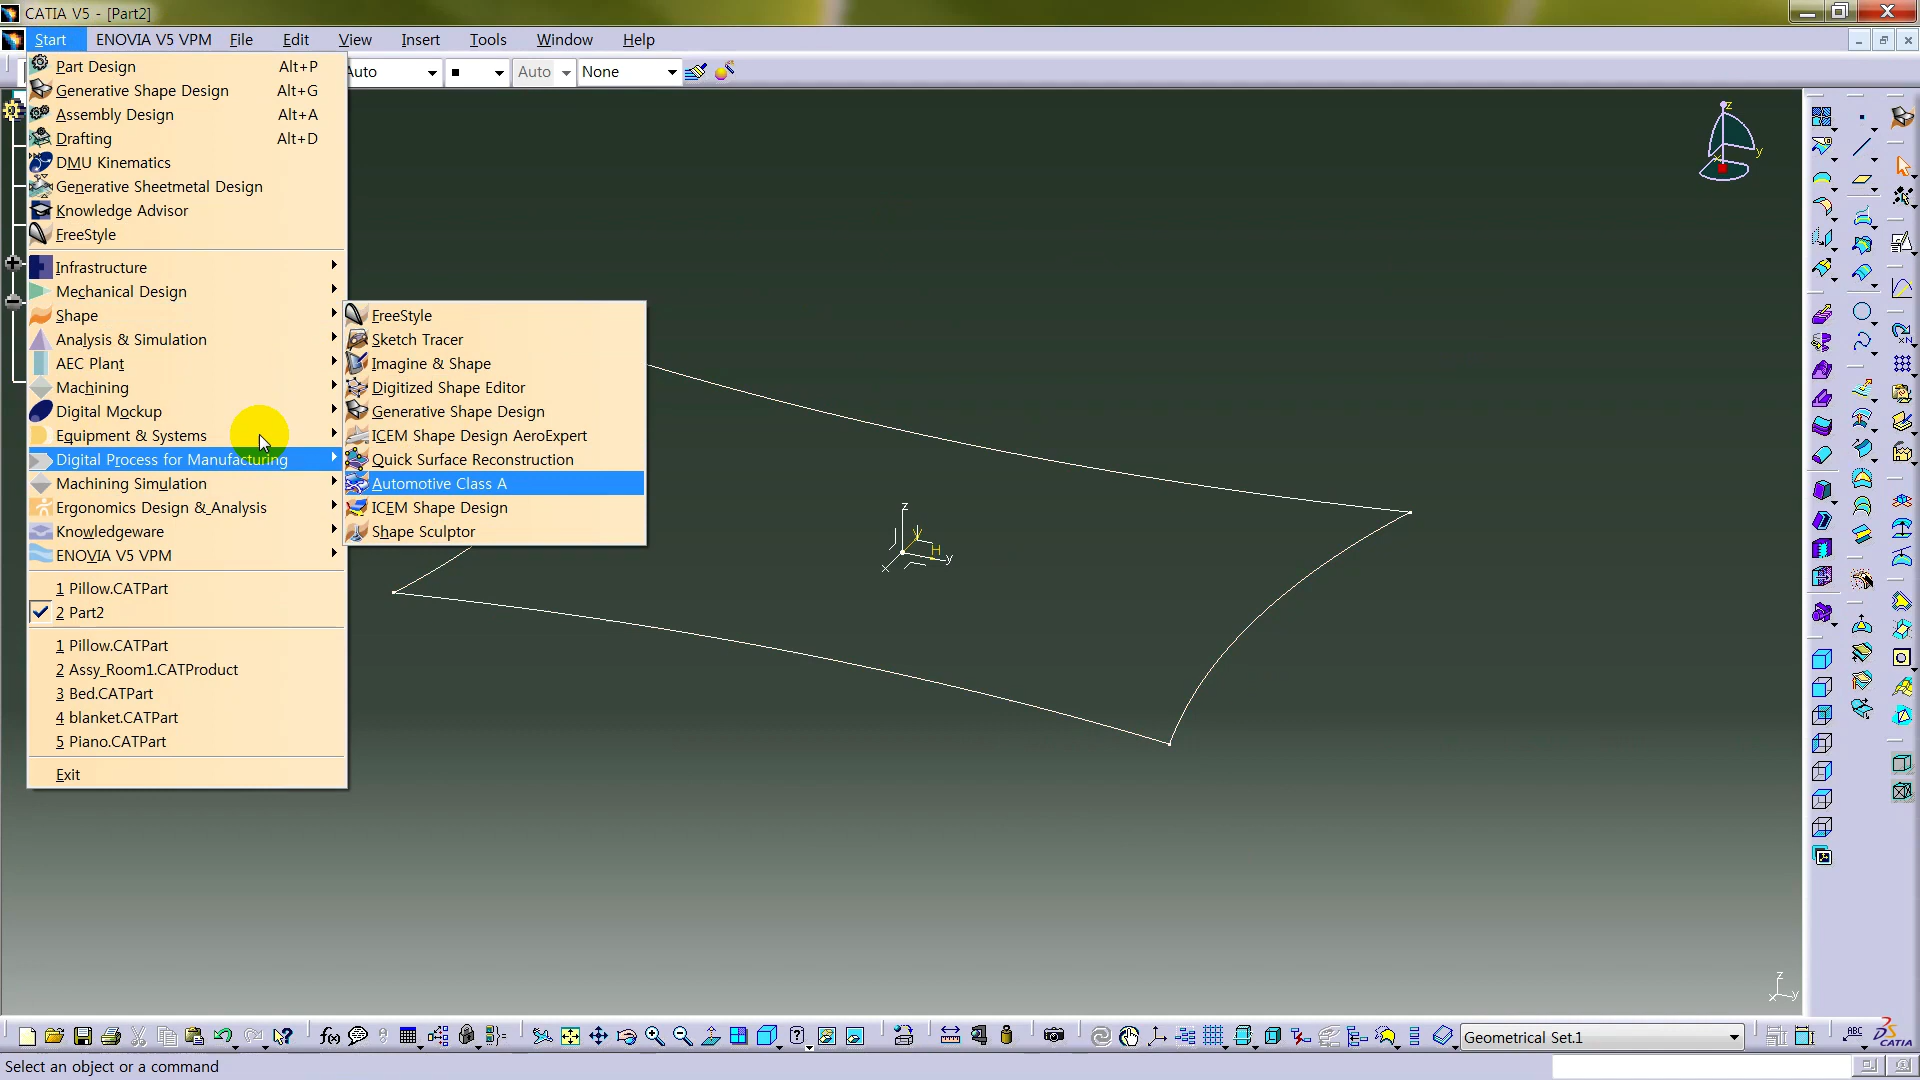 CATIA V5 - [Part2]
Start ENOVIA V5 VPM File Edit View Insert Tools Window Help
Auto Auto None
Part Design Alt+P
Generative Shape Design Alt+G
Assembly Design Alt+A
Drafting Alt+D
DMU Kinematics
Generative Sheetmetal Design
Knowledge Advisor
FreeStyle
Infrastructure
Mechanical Design
Shape
Analysis & Simulation
AEC Plant
Machining
Digital Mockup
Equipment & Systems
Digital Process for Manufacturing
Machining Simulation
Ergonomics Design & Analysis
Knowledgeware
ENOVIA V5 VPM
1 Pillow.CATPart
2 Part2
1 Pillow.CATPart
2 Assy_Room1.CATProduct
3 Bed.CATPart
4 blanket.CATPart
5 Piano.CATPart
Exit
FreeStyle
Sketch Tracer
Imagine & Shape
Digitized Shape Editor
Generative Shape Design
ICEM Shape Design AeroExpert
Quick Surface Reconstruction
Automotive Class A
ICEM Shape Design
Shape Sculptor
z
y
x
z
V
H
y
x
z
x y
Geometrical Set.1
ABC
CATIA
Select an object or a command